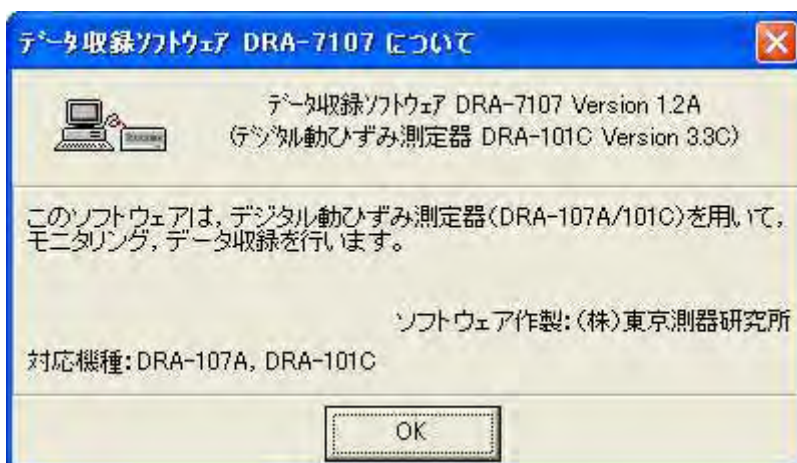 ﾃﾞｰﾀ収録ｿﾌﾄｳｪｱ DRA-7107 について
ﾃﾞｰﾀ収録ｿﾌﾄｳｪｱ DRA-7107 Version 1.2A
(ﾃﾞｼﾞﾀﾙ動ひずみ測定器 DRA-101C Version 3.3C)
このソフトウェアは，デジタル動ひずみ測定器(DRA-107A/101C)を用いて，
モニタリング，データ収録を行います。
ソフトウェア作製:(株)東京測器研究所
対応機種:DRA-107A, DRA-101C
OK